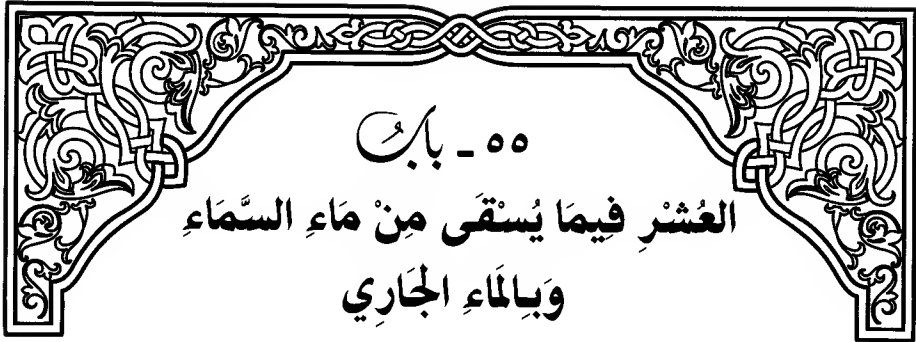 ٥٥ - بابُ
العُشْرِ فِيمَا يُسْقَى مِنْ مَاءِ السَّمَاءِ
وَبِالمَاءِ الجَارِي